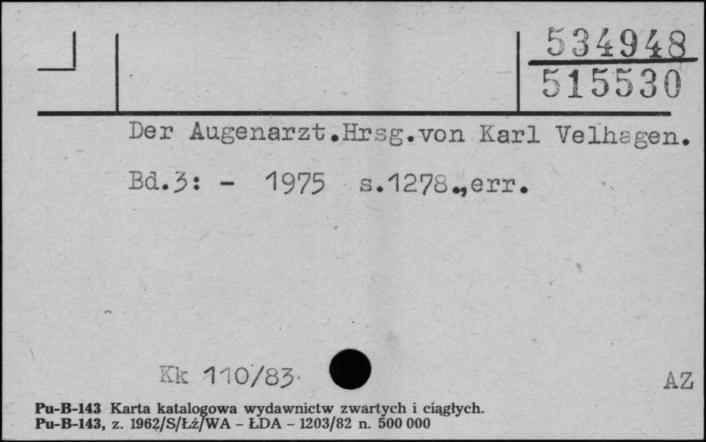 534948
515530
Der Augenarzt.Hrsg.von Karl Velhagen.
Bd.3: - 1975 s.1278.,err.
Kk 110/83
AZ
Pu-B-143 Karta katalogowa wydawnictw zwartych i ciągłych.
Pu-B-143, z. 1962/S/Łź/WA - ŁDA - 1203/82 n. 500 000